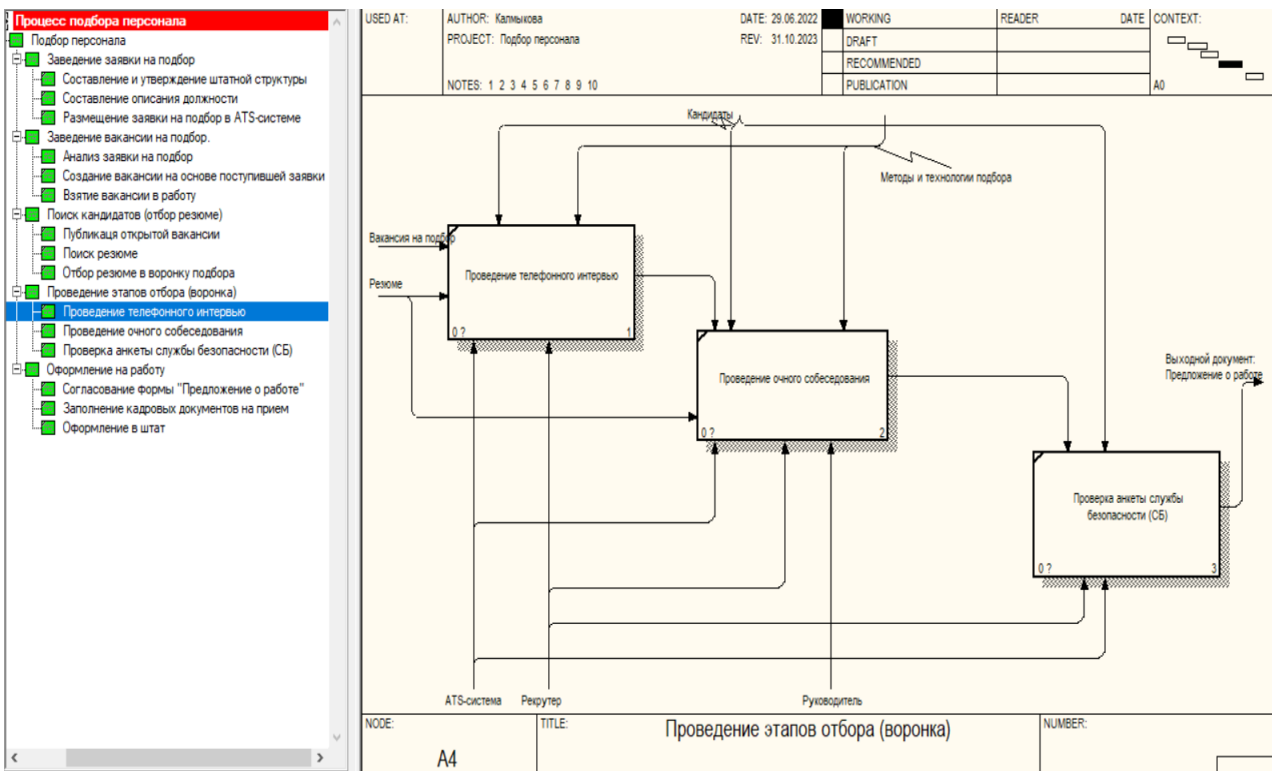 Процесс подбора персонала
Подбор персонала
Заведение заявки на подбор
Составление и утверждение штатной структуры
Составление описания должности
Размещение заявки на подбор в ATS-системе
Заведение вакансии на подбор.
Анализ заявки на подбор
Создание вакансии на основе поступившей заявки
Взятие вакансии в работу
Поиск кандидатов (отбор резюме)
Публикаця открытой вакансии
Поиск резюме
Отбор резюме в воронку подбора
Проведение этапов отбора (воронка)
Проведение телефонного интервью
Проведение очного собеседования
Проверка анкеты службы безопасности (СБ)
Оформление на работу
Согласование формы "Предложение о работе"
Заполнение кадровых документов на прием
Оформление в штат
USED AT:
AUTHOR: Калмыкова
DATE: 29.06.2022
PROJECT: Подбор персонала
REV: 31.10.2023
NOTES: 1 2 3 4 5 6 7 8 9 10
WORKING
DRAFT
RECOMMENDED
PUBLICATION
READER
DATE
CONTEXT:
A0
Кандидаты
Методы и технологии подбора
Вакансия на подбор
Резюме
Проведение телефонного интервью
0 ?
1
Проведение очного собеседования
0 ?
2
Выходной документ:
Предложение о работе
Проверка анкеты службы
безопасности (СБ)
0 ?
3
ATS-система
Рекрутер
Руководитель
NODE:
A4
TITLE:
Проведение этапов отбора (воронка)
NUMBER: